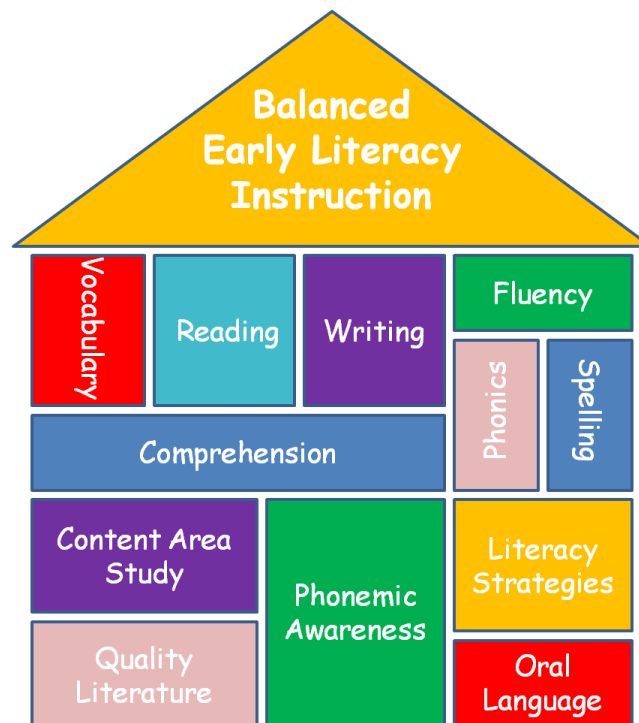 Balanced
Early Literacy
Instruction
Vocabulary
Reading
Writing
Fluency
Phonics
Spelling
Comprehension
Content Area
Study
Phonemic
Awareness
Literacy
Strategies
Quality
Literature
Oral
Language